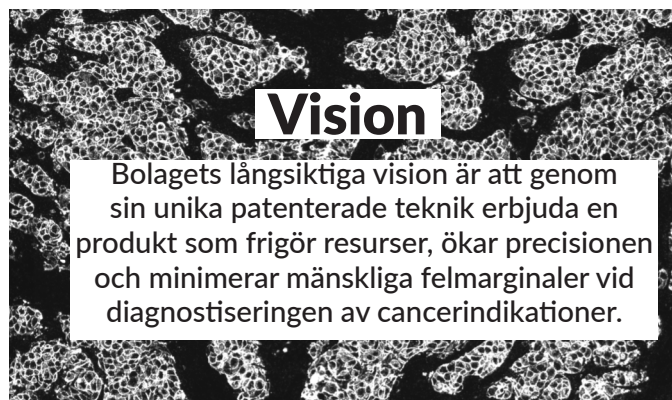 Vision
Bolagets långsiktiga vision är att genom
sin unika patenterade teknik erbjuda en
produkt som frigör resurser, ökar precisionen
och minimerar mänskliga felmarginaler vid
diagnostiseringen av cancerindikationer.